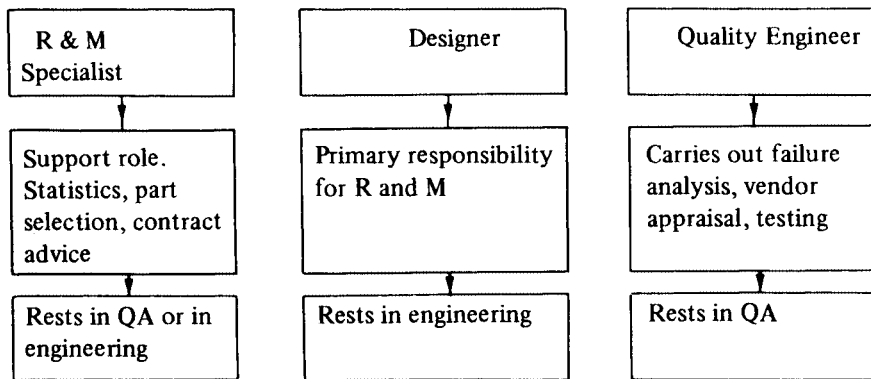 R & M
Specialist
Designer
Quality Engineer
Support role.
Statistics, part
selection, contract
advice
Primary responsibility
for R and M
Carries out failure
analysis, vendor
appraisal, testing
Rests in QA or in
engineering
Rests in engineering
Rests in QA